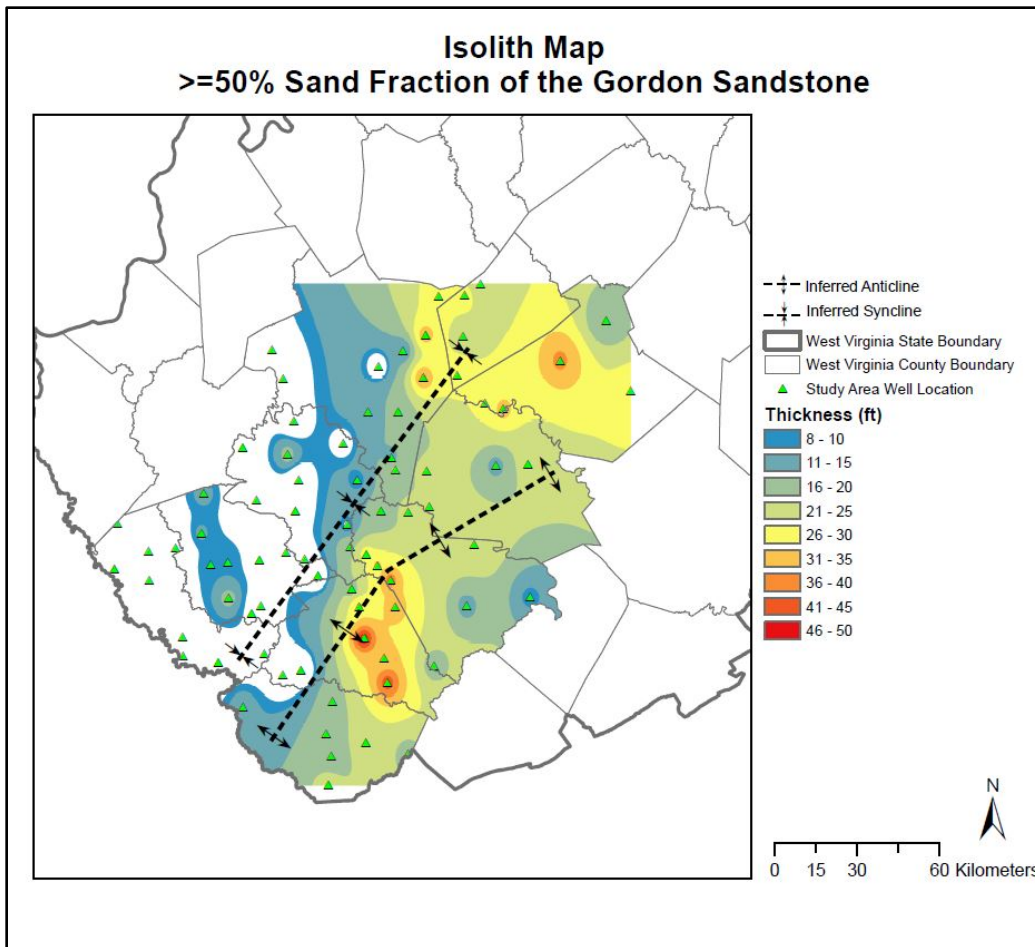 Isolith Map
>=50% Sand Fraction of the Gordon Sandstone
Inferred Anticline
Inferred Syncline
West Virginia State Boundary
West Virginia County Boundary
Study Area Well Location
Thickness (ft)
8 - 10
11 - 15
16 - 20
21 - 25
26 - 30
31 - 35
36 - 40
41 - 45
46 - 50
N
0 15 30 60 Kilometers